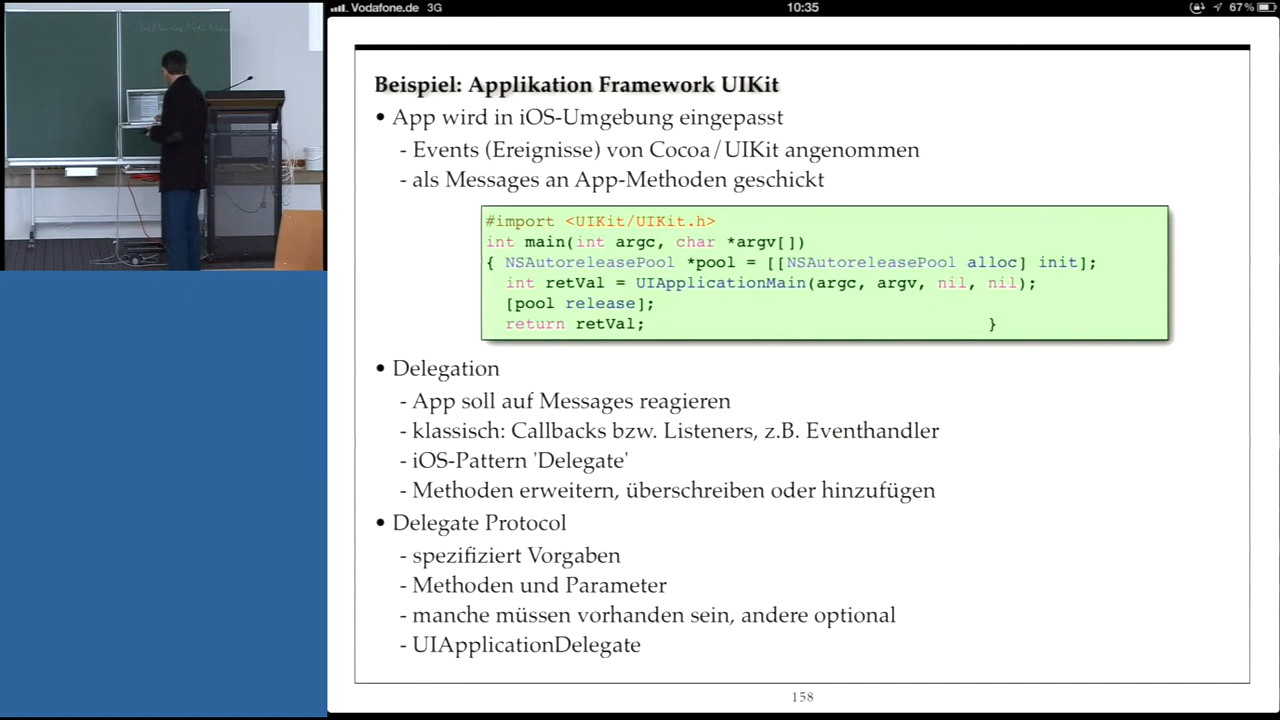 Vodafone.de 3G 10:35 67%
Beispiel: Applikation Framework UIKit
• App wird in iOS-Umgebung eingepasst
- Events (Ereignisse) von Cocoa/UIKit angenommen
- als Messages an App-Methoden geschickt
#import <UIKit/UIKit.h>
int main(int argc, char *argv[])
{ NSAutoreleasePool *pool = [[NSAutoreleasePool alloc] init];
int retVal = UIApplicationMain(argc, argv, nil, nil);
[pool release];
return retVal; }
• Delegation
- App soll auf Messages reagieren
- klassisch: Callbacks bzw. Listeners, z.B. Eventhandler
- iOS-Pattern 'Delegate'
- Methoden erweitern, überschreiben oder hinzufügen
• Delegate Protocol
- spezifiziert Vorgaben
- Methoden und Parameter
- manche müssen vorhanden sein, andere optional
- UIApplicationDelegate
158